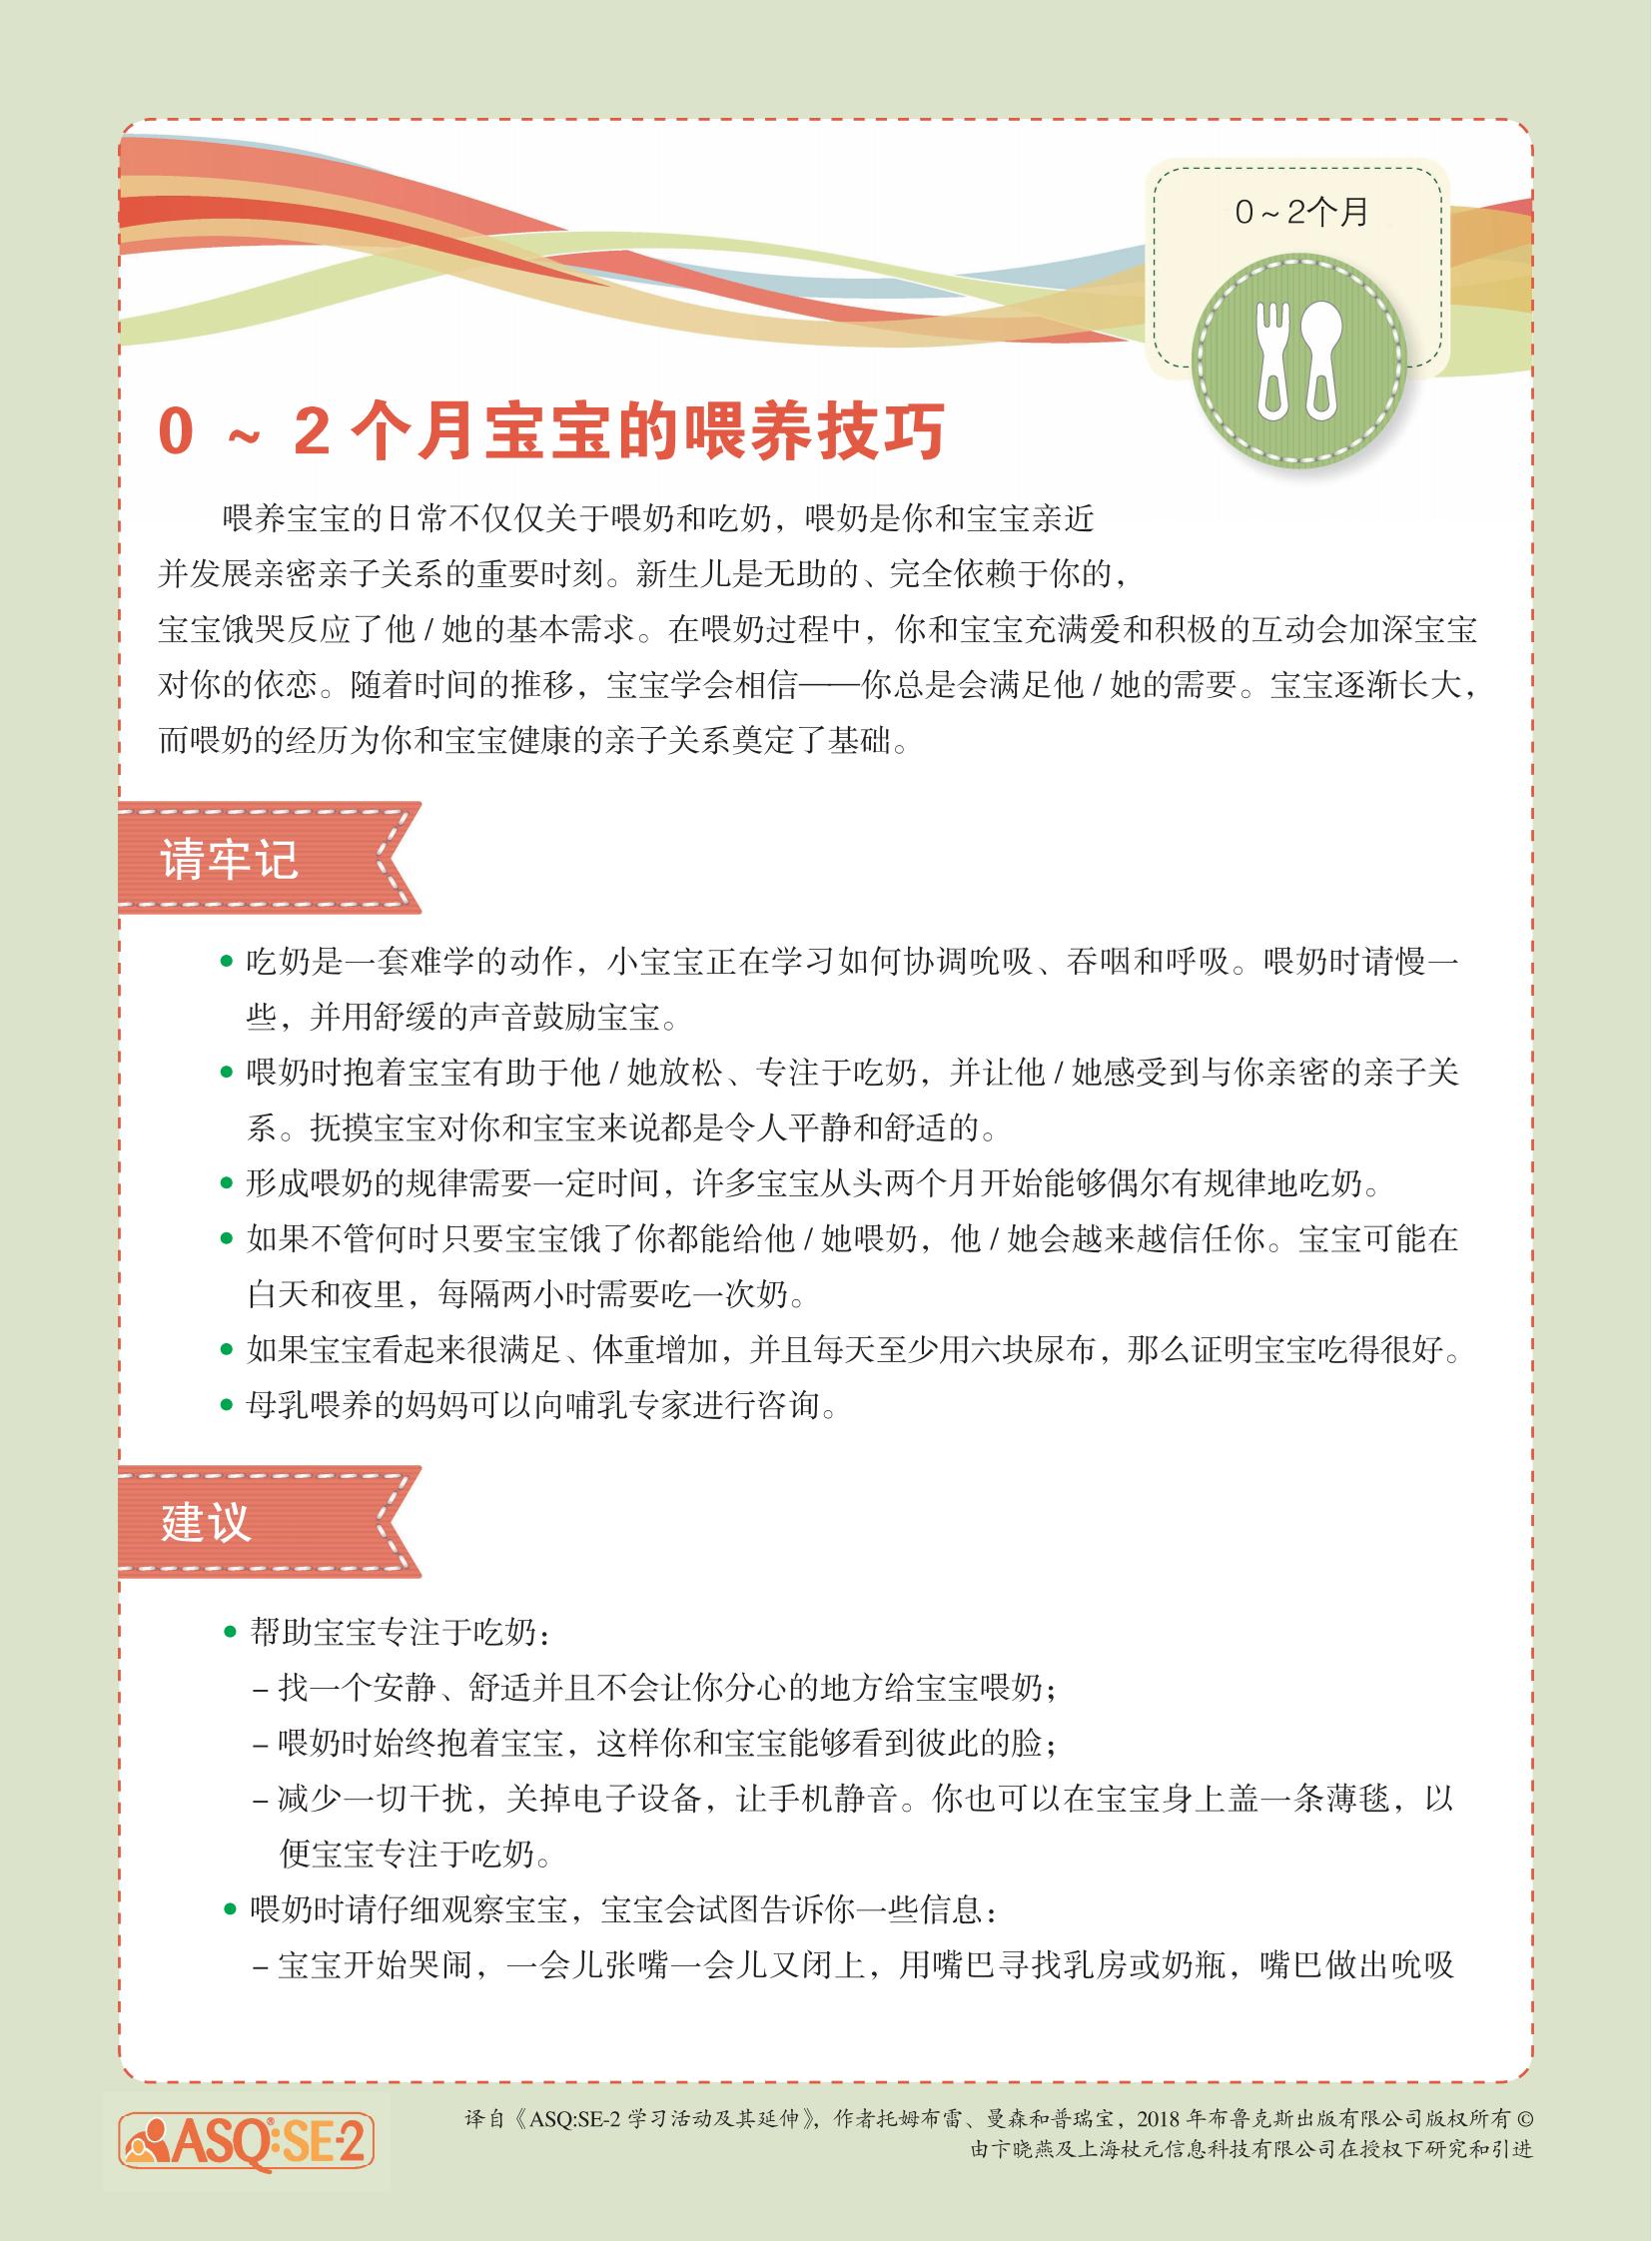 0～2个月
0 ～ 2 个月宝宝的喂养技巧
喂养宝宝的日常不仅仅关于喂奶和吃奶，喂奶是你和宝宝亲近
并发展亲密亲子关系的重要时刻。新生儿是无助的、完全依赖于你的，
宝宝饿哭反应了他 / 她的基本需求。在喂奶过程中，你和宝宝充满爱和积极的互动会加深宝宝
对你的依恋。随着时间的推移，宝宝学会相信——你总是会满足他 / 她的需要。宝宝逐渐长大，
而喂奶的经历为你和宝宝健康的亲子关系奠定了基础。
请牢记
• 吃奶是一套难学的动作，小宝宝正在学习如何协调吮吸、吞咽和呼吸。喂奶时请慢一
些，并用舒缓的声音鼓励宝宝。
• 喂奶时抱着宝宝有助于他 / 她放松、专注于吃奶，并让他 / 她感受到与你亲密的亲子关
系。抚摸宝宝对你和宝宝来说都是令人平静和舒适的。
• 形成喂奶的规律需要一定时间，许多宝宝从头两个月开始能够偶尔有规律地吃奶。
• 如果不管何时只要宝宝饿了你都能给他 / 她喂奶，他 / 她会越来越信任你。宝宝可能在
白天和夜里，每隔两小时需要吃一次奶。
• 如果宝宝看起来很满足、体重增加，并且每天至少用六块尿布，那么证明宝宝吃得很好。
• 母乳喂养的妈妈可以向哺乳专家进行咨询。
建议
• 帮助宝宝专注于吃奶：
– 找一个安静、舒适并且不会让你分心的地方给宝宝喂奶；
– 喂奶时始终抱着宝宝，这样你和宝宝能够看到彼此的脸；
– 减少一切干扰，关掉电子设备，让手机静音。你也可以在宝宝身上盖一条薄毯，以
便宝宝专注于吃奶。
• 喂奶时请仔细观察宝宝，宝宝会试图告诉你一些信息：
– 宝宝开始哭闹，一会儿张嘴一会儿又闭上，用嘴巴寻找乳房或奶瓶，嘴巴做出吮吸
ASQ®:SE-2
译自《ASQ:SE-2 学习活动及其延伸》，作者托姆布雷、曼森和普瑞宝，2018 年布鲁克斯出版有限公司版权所有 ©
由卞晓燕及上海杖元信息科技有限公司在授权下研究和引进